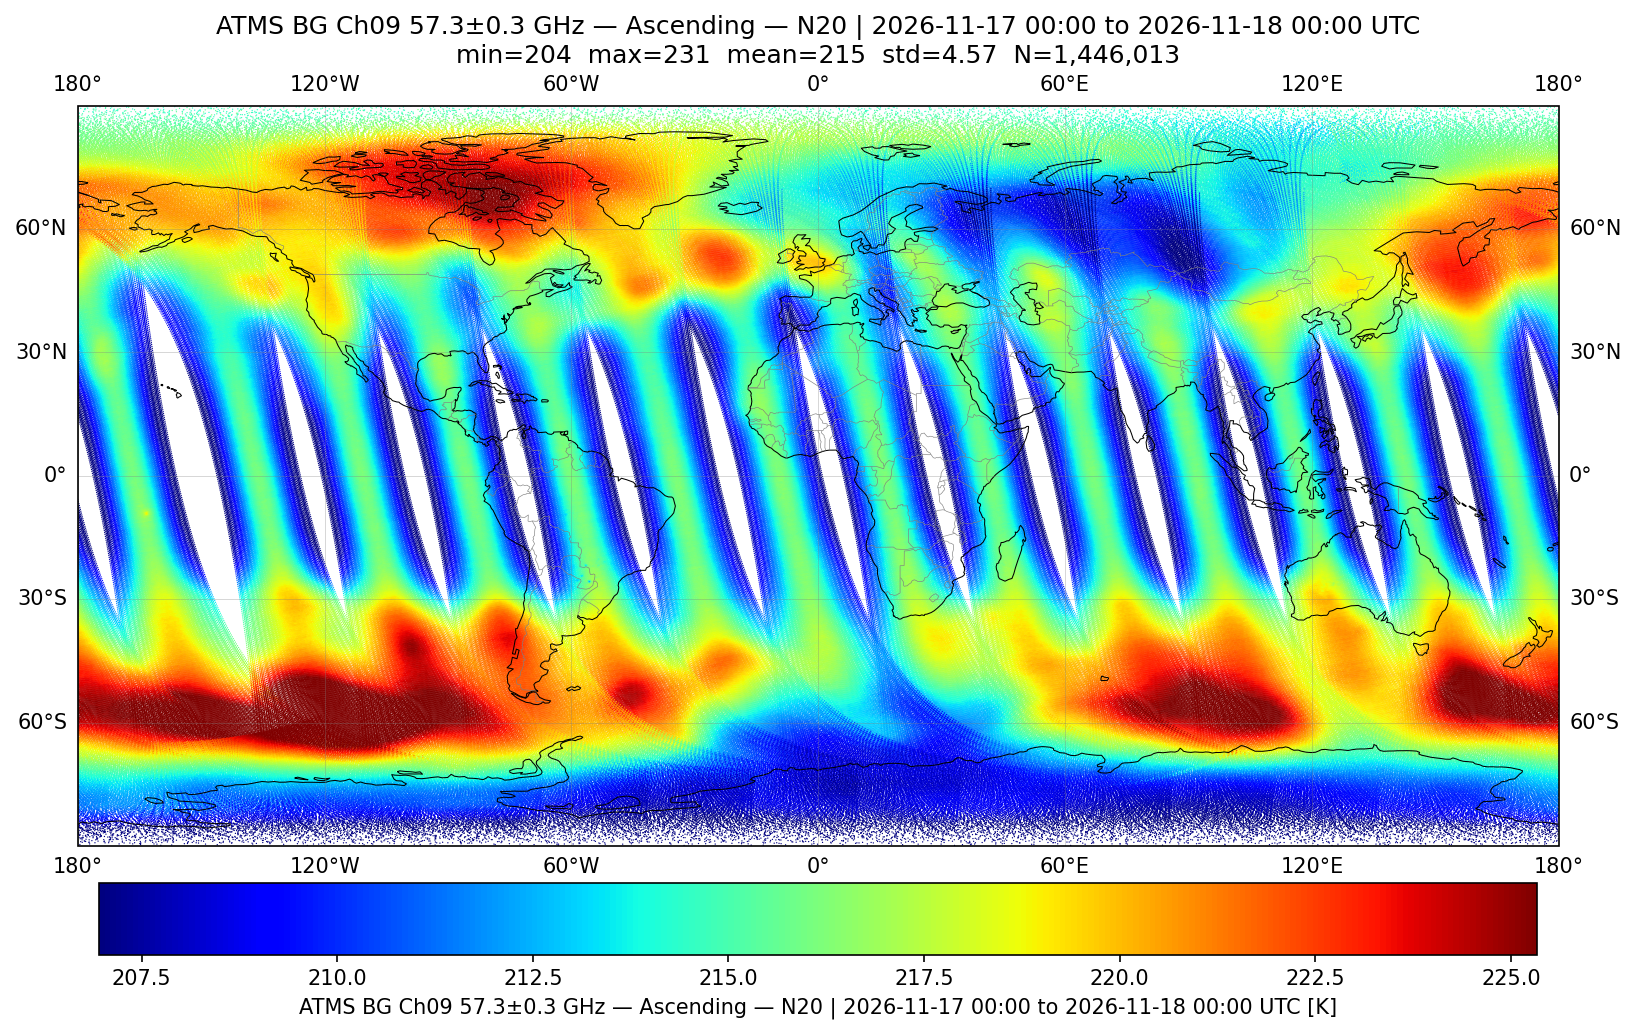 ATMS BG Ch09 57.3±0.3 GHz — Ascending — N20 | 2026-11-17 00:00 to 2026-11-18 00:00 UTC
min=204 max=231 mean=215 std=4.57 N=1,446,013
180° 120°W 60°W 0° 60°E 120°E 180°
60°N 60°N
30°N 30°N
0° 0°
30°S 30°S
60°S 60°S
180° 120°W 60°W 0° 60°E 120°E 180°
207.5 210.0 212.5 215.0 217.5 220.0 222.5 225.0
ATMS BG Ch09 57.3±0.3 GHz — Ascending — N20 | 2026-11-17 00:00 to 2026-11-18 00:00 UTC [K]